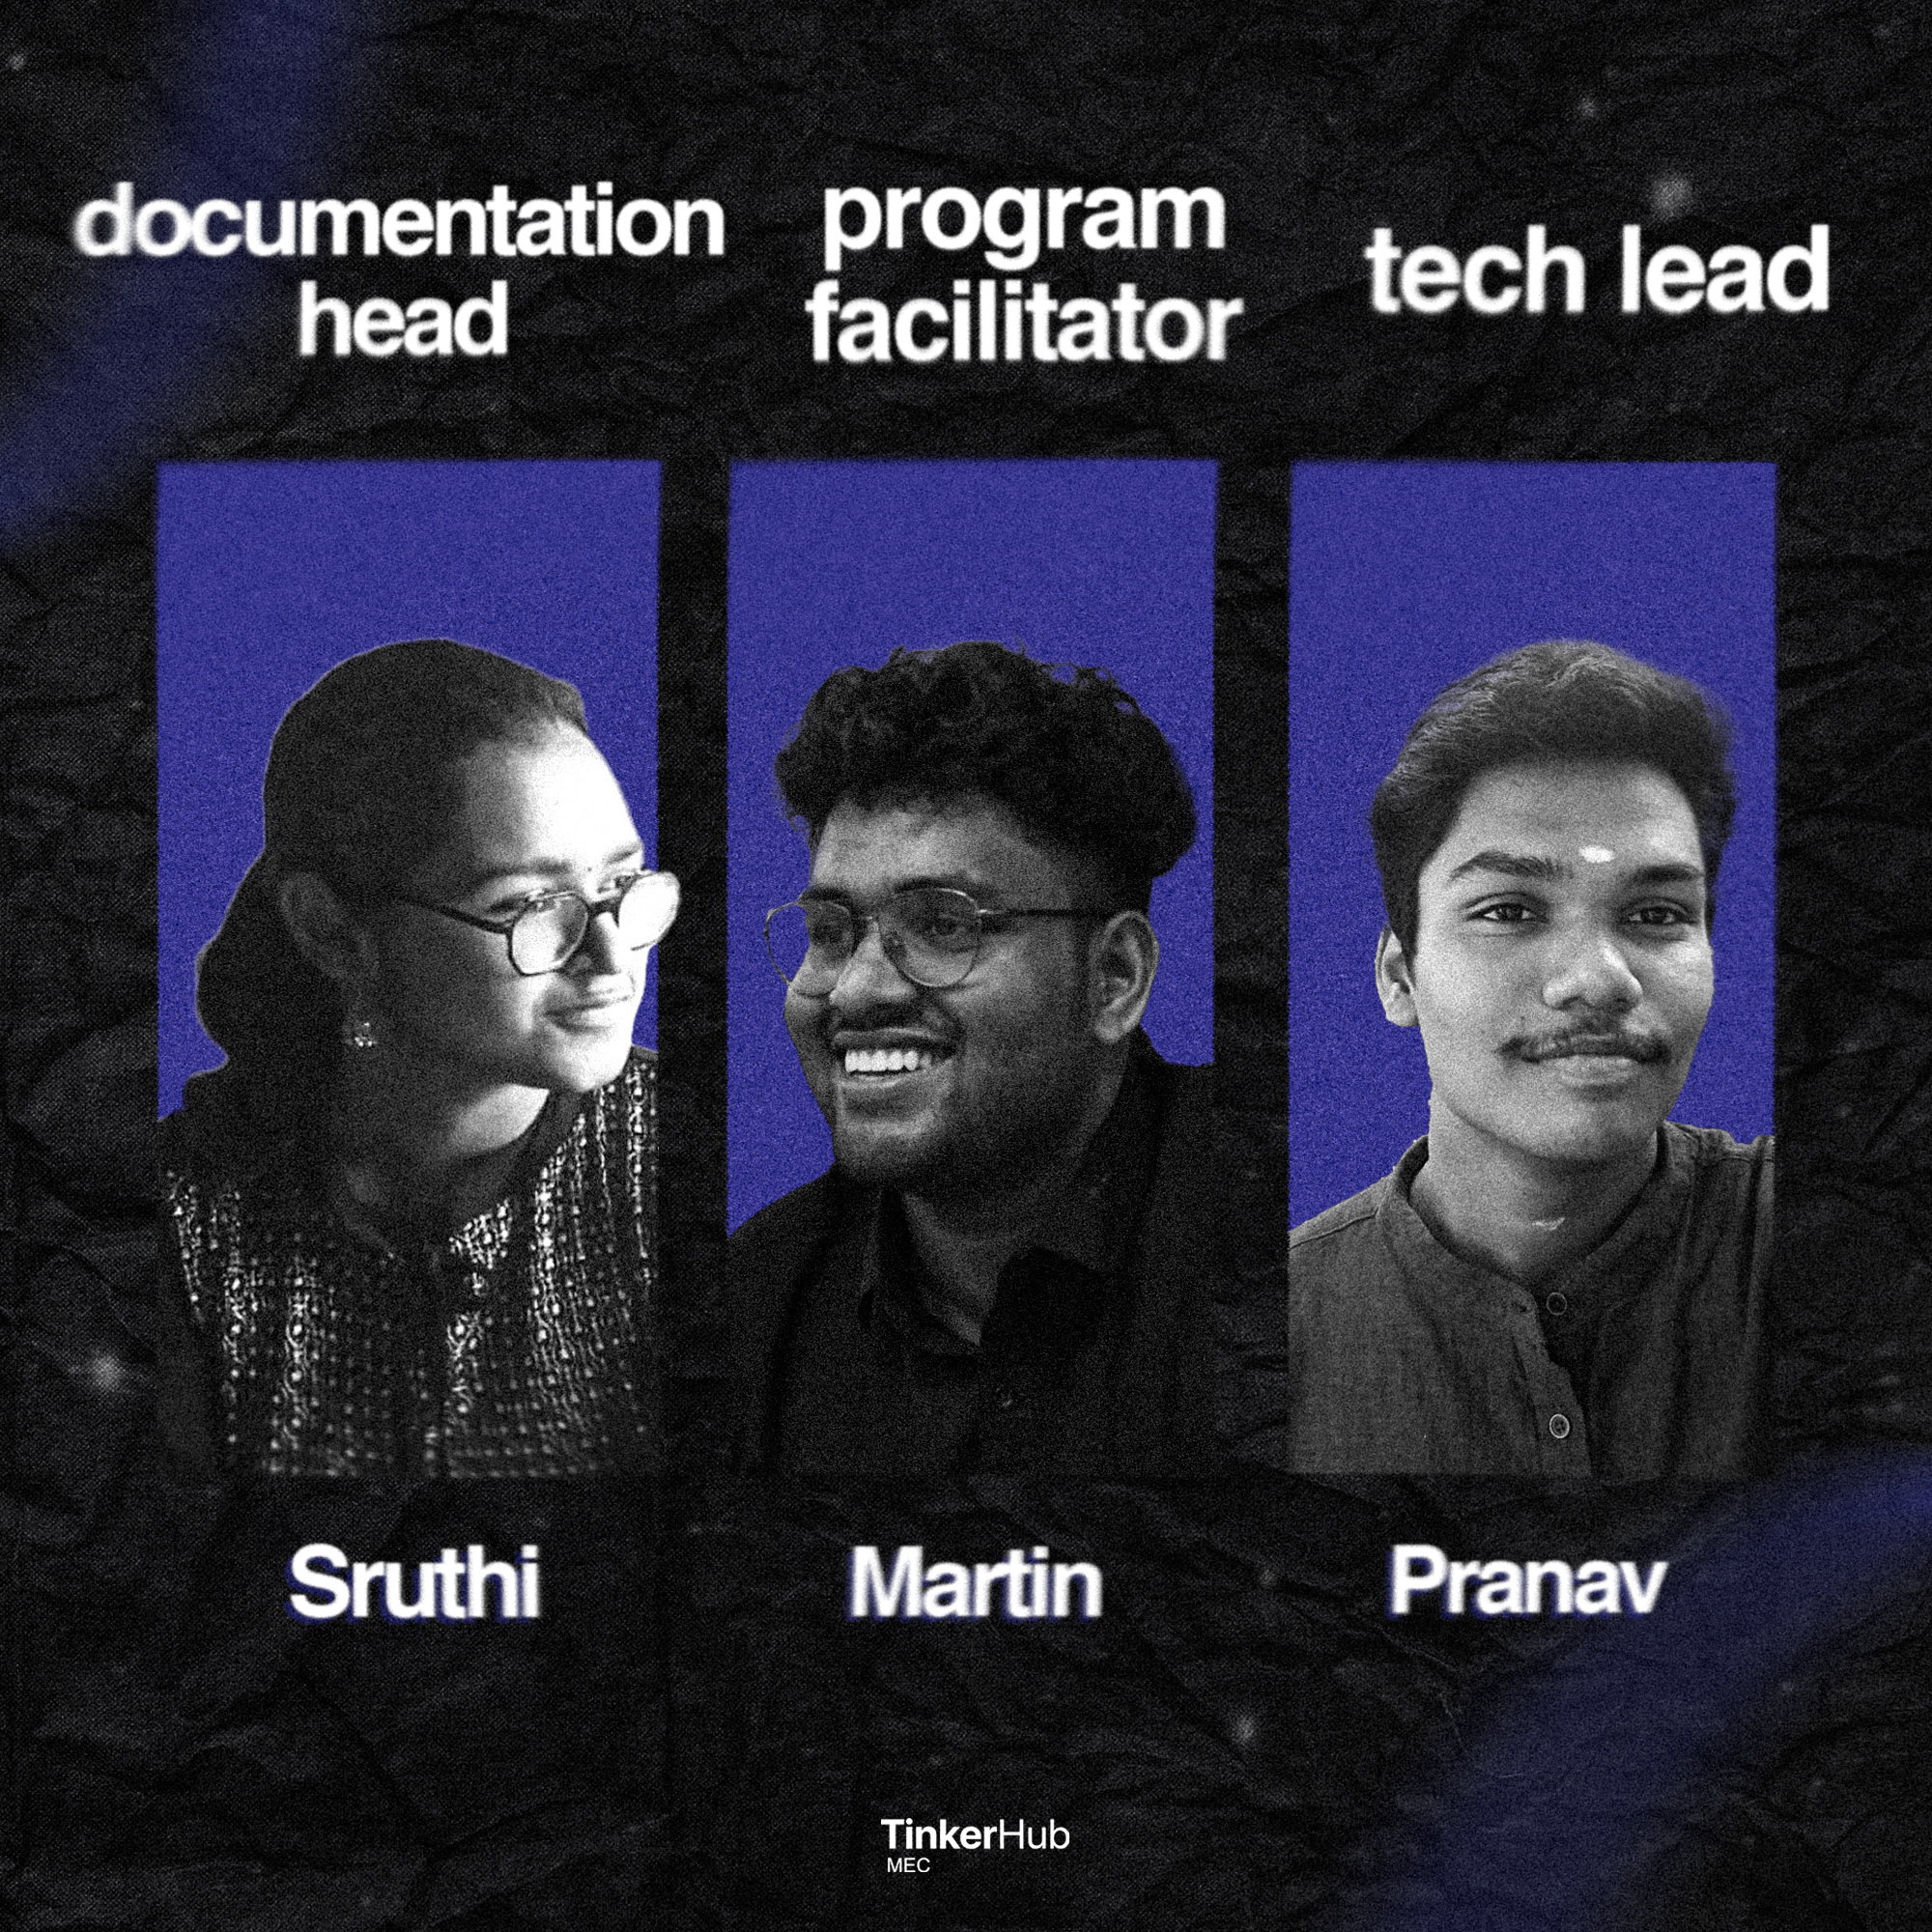 documentation
head
program
facilitator
tech lead
Sruthi
Martin
Pranav
TinkerHub
MEC